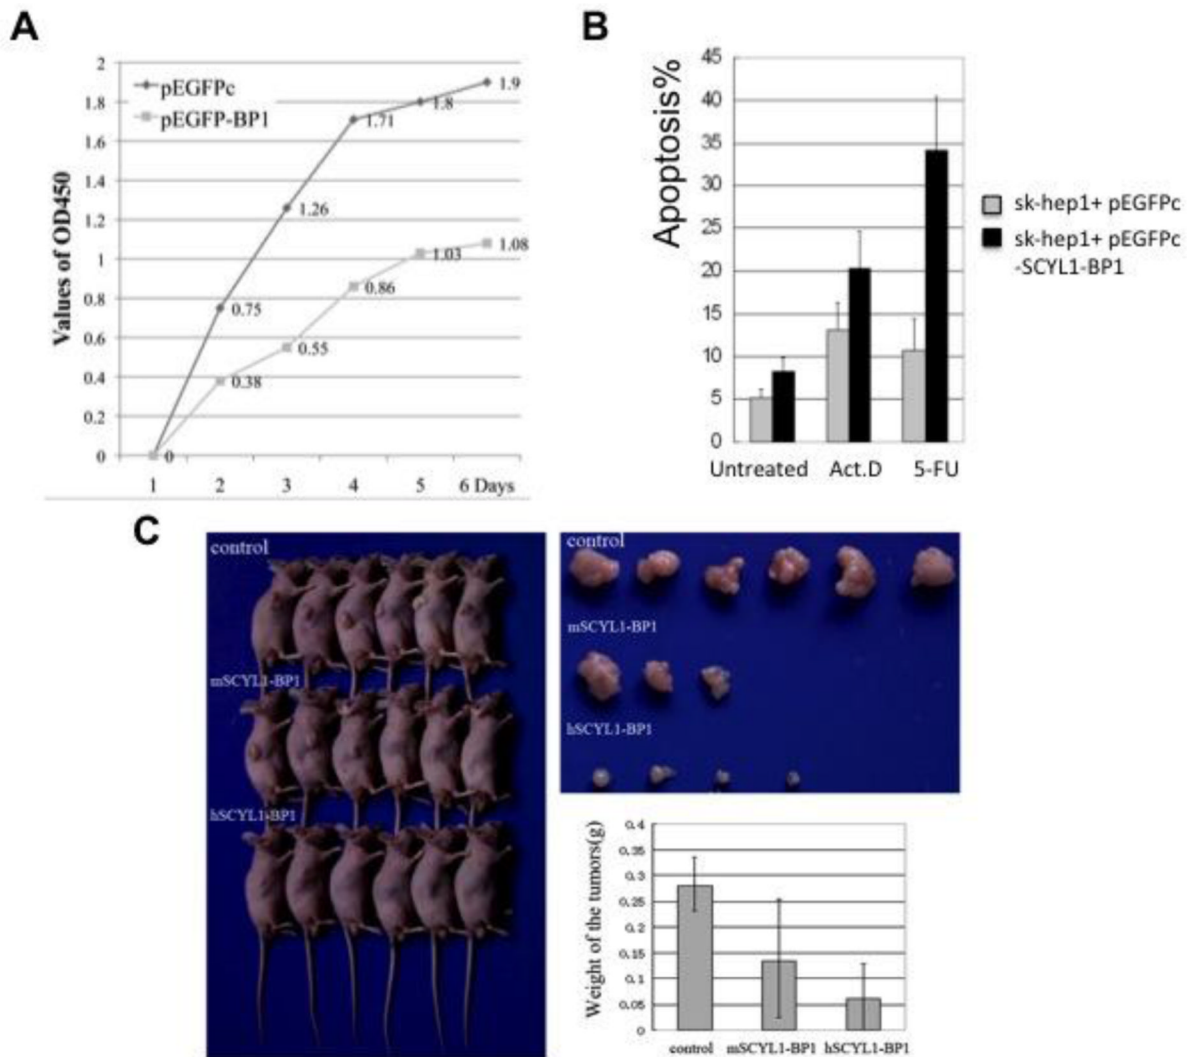 A
2
1.8
1.6
1.4
1.2
1
0.8
0.6
0.4
0.2
0
Values of OD450
pEGFPc
pEGFP-BP1
1.9
1.8
1.71
1.26
0.75
1.08
1.03
0.86
0.55
0.38
0
1 2 3 4 5 6 Days
B
45
40
35
30
25
20
15
10
5
0
Apoptosis%
Untreated Act.D 5-FU
sk-hep1+ pEGFPc
sk-hep1+ pEGFPc
-SCYL1-BP1
C
control
mSCYL1-BP1
hSCYL1-BP1
control
mSCYL1-BP1
hSCYL1-BP1
0.4
0.35
0.3
0.25
0.2
0.15
0.1
0.05
0
Weight of the tumors(g)
control mSCYL1-BP1 hSCYL1-BP1